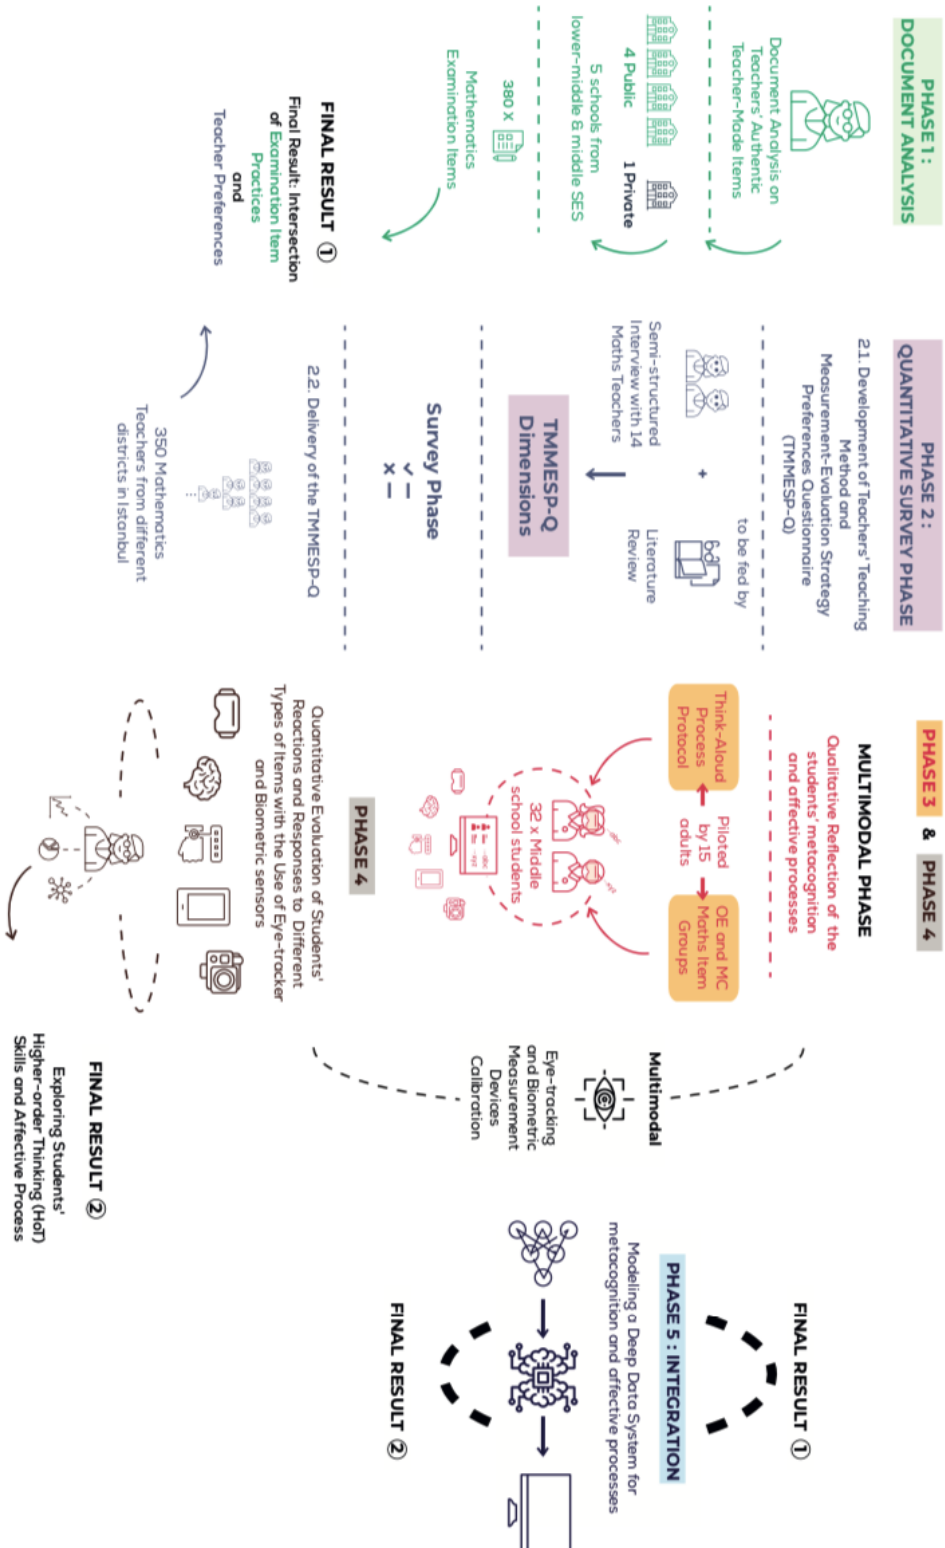 PHASE 1 :
DOCUMENT ANALYSIS
Document Analysis on
Teachers' Authentic
Teacher-Made Items
4 Public
1 Private
5 schools from
lower-middle & middle SES
380 X
Mathematics
Examination Items
FINAL RESULT ①
Final Result: Intersection
of Examination Item
Practices
and
Teacher Preferences
PHASE 2 :
QUANTITATIVE SURVEY PHASE
2.1. Development of Teachers' Teaching
Method and
Measurement-Evaluation Strategy
Preferences Questionnaire
(TMMESP-Q)
to be fed by
+
Semi-structured
Interview with 14
Maths Teachers
Literature
Review
TMMESP-Q
Dimensions
Survey Phase
2.2. Delivery of the TMMESP-Q
350 Mathematics
Teachers from different
districts in Istanbul
PHASE 3 & PHASE 4
MULTIMODAL PHASE
Qualitative Reflection of the
students' metacognition
and affective processes
Think-Aloud
Process
Protocol
Piloted
by 15
adults
OE and MC
Maths Item
Groups
32 x Middle
school students
PHASE 4
Quantitative Evaluation of Students'
Reactions and Responses to Different
Types of Items with the Use of Eye-tracker
and Biometric sensors
Multimodal
Eye-tracking
and Biometric
Measurement
Devices
Calibration
FINAL RESULT ②
Exploring Students'
Higher-order Thinking (HoT)
Skills and Affective Process
FINAL RESULT ①
PHASE 5 : INTEGRATION
Modeling a Deep Data System for
metacognition and affective processes
FINAL RESULT ②